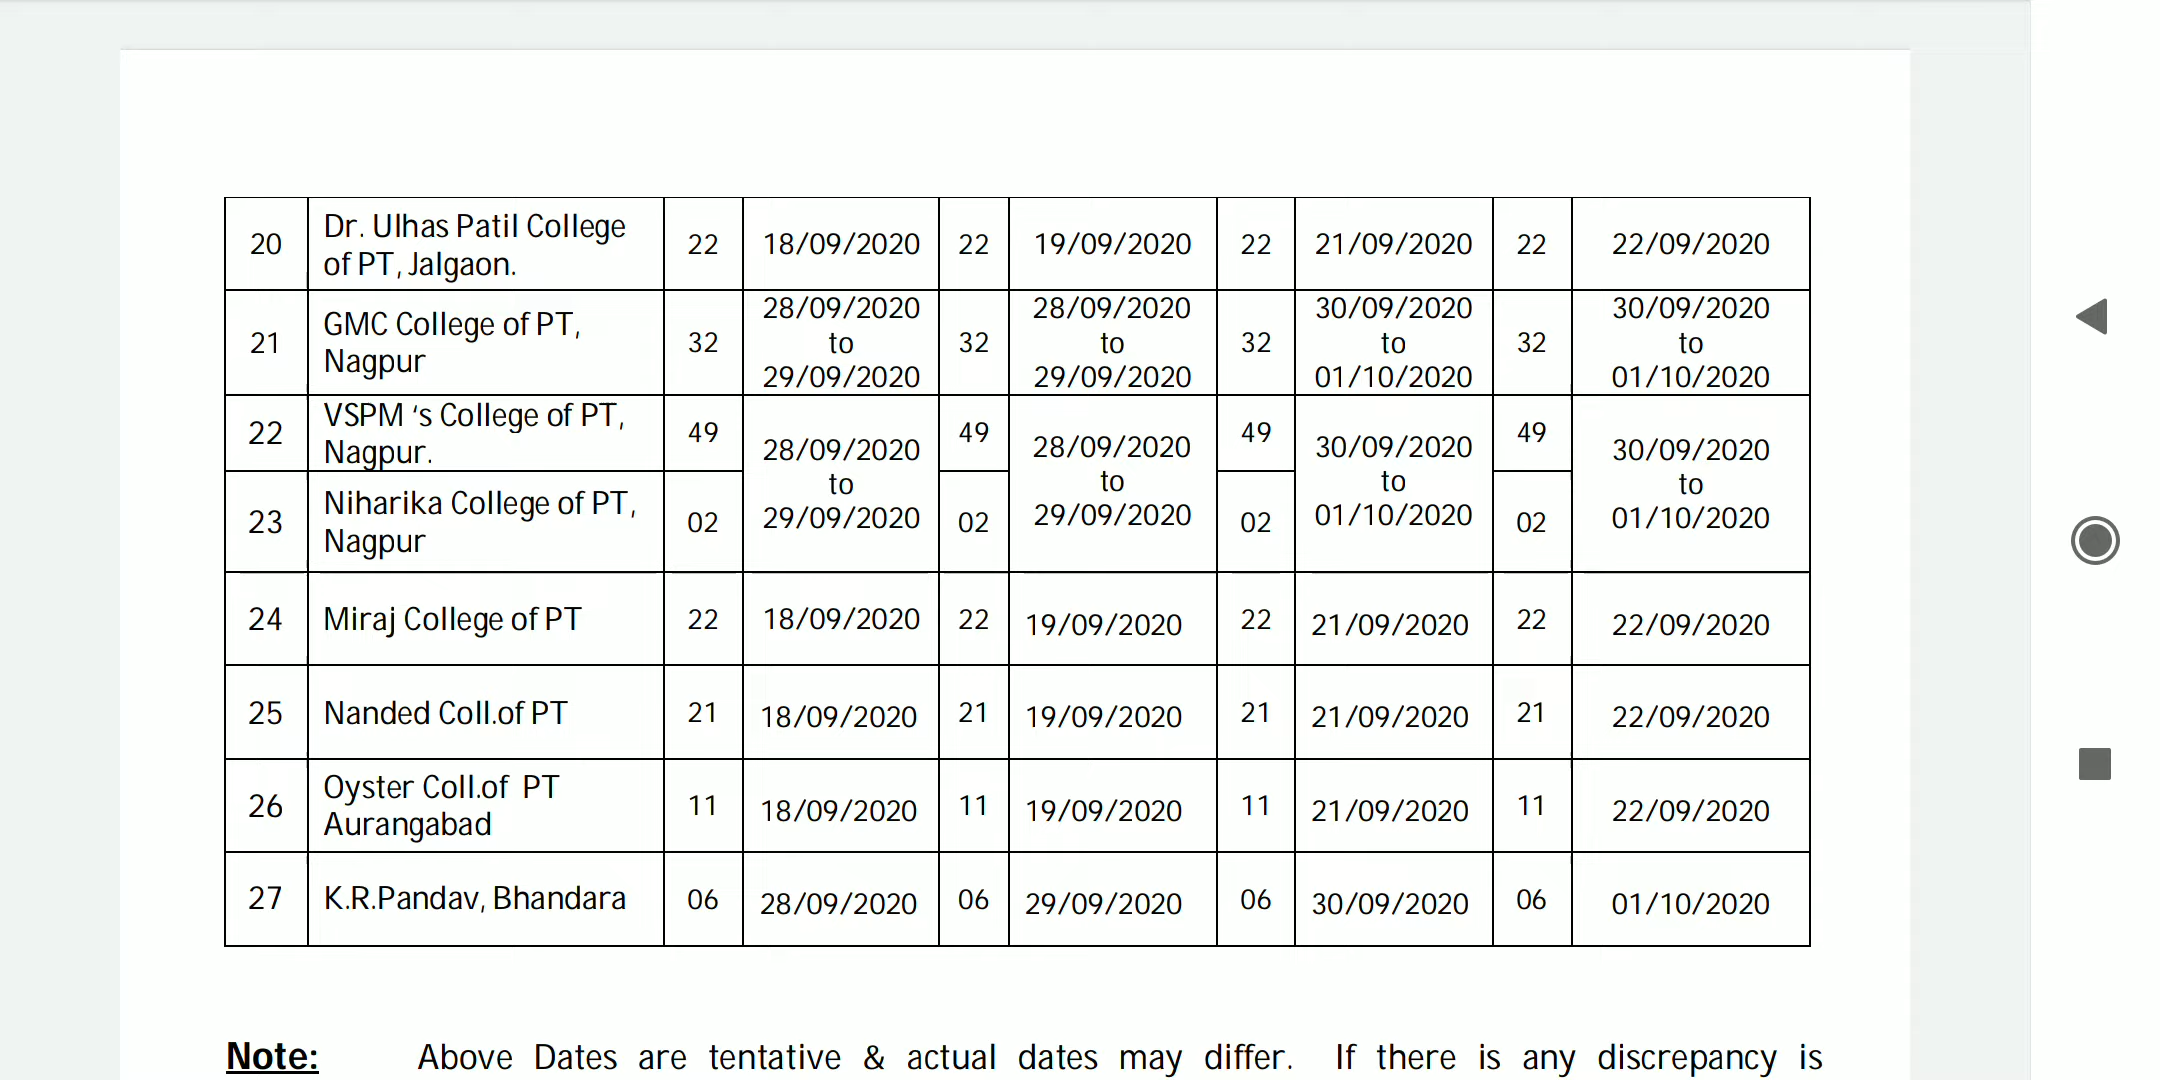 20 Dr. Ulhas Patil College of PT, Jalgaon. 22 18/09/2020 22 19/09/2020 22 21/09/2020 22 22/09/2020
21 GMC College of PT, Nagpur 32 28/09/2020 to 29/09/2020 32 28/09/2020 to 29/09/2020 32 30/09/2020 to 01/10/2020 32 30/09/2020 to 01/10/2020
22 VSPM ‘s College of PT, Nagpur. 49 28/09/2020 to 29/09/2020 49 28/09/2020 to 29/09/2020 49 30/09/2020 to 01/10/2020 49 30/09/2020 to 01/10/2020
23 Niharika College of PT, Nagpur 02 02 02 02
24 Miraj College of PT 22 18/09/2020 22 19/09/2020 22 21/09/2020 22 22/09/2020
25 Nanded Coll.of PT 21 18/09/2020 21 19/09/2020 21 21/09/2020 21 22/09/2020
26 Oyster Coll.of PT Aurangabad 11 18/09/2020 11 19/09/2020 11 21/09/2020 11 22/09/2020
27 K.R.Pandav, Bhandara 06 28/09/2020 06 29/09/2020 06 30/09/2020 06 01/10/2020
Note: Above Dates are tentative & actual dates may differ. If there is any discrepancy is